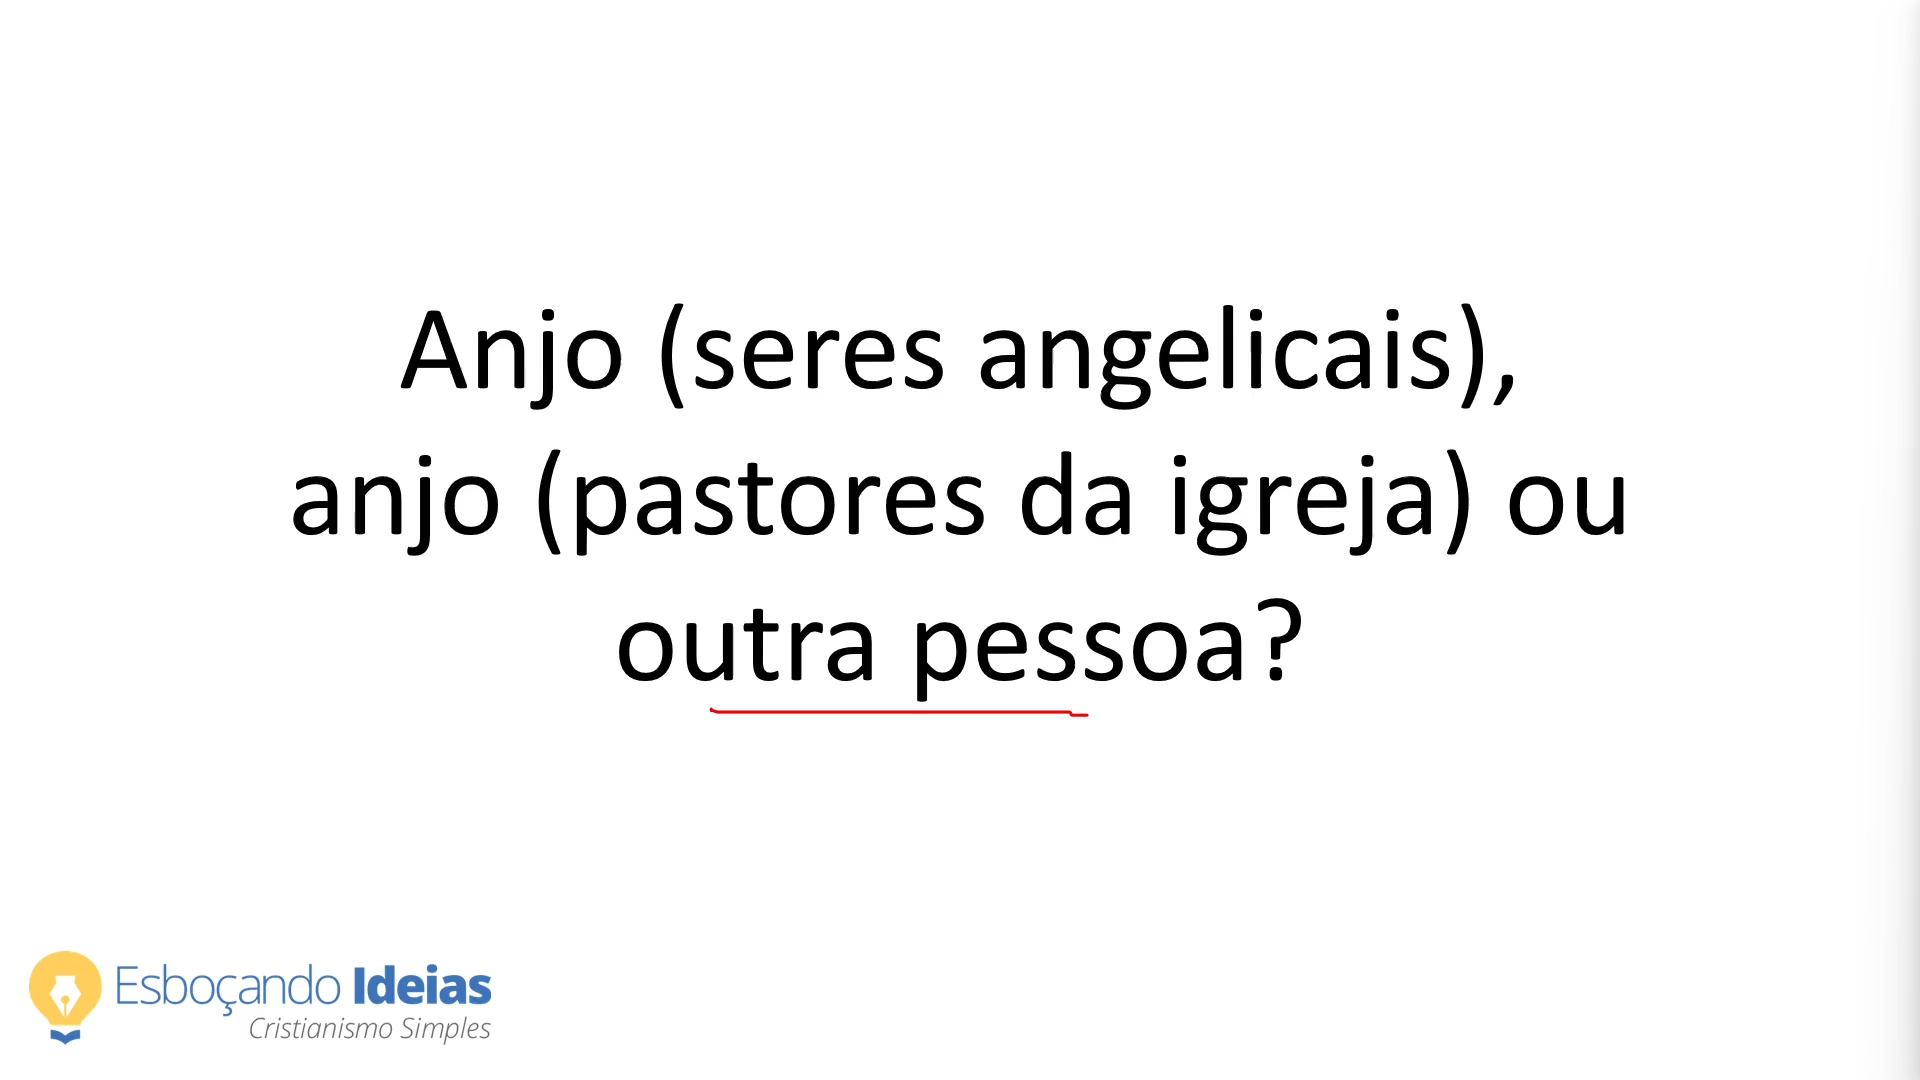 Anjo (seres angelicais),
anjo (pastores da igreja) ou
outra pessoa?
Esboçando Ideias
Cristianismo Simples